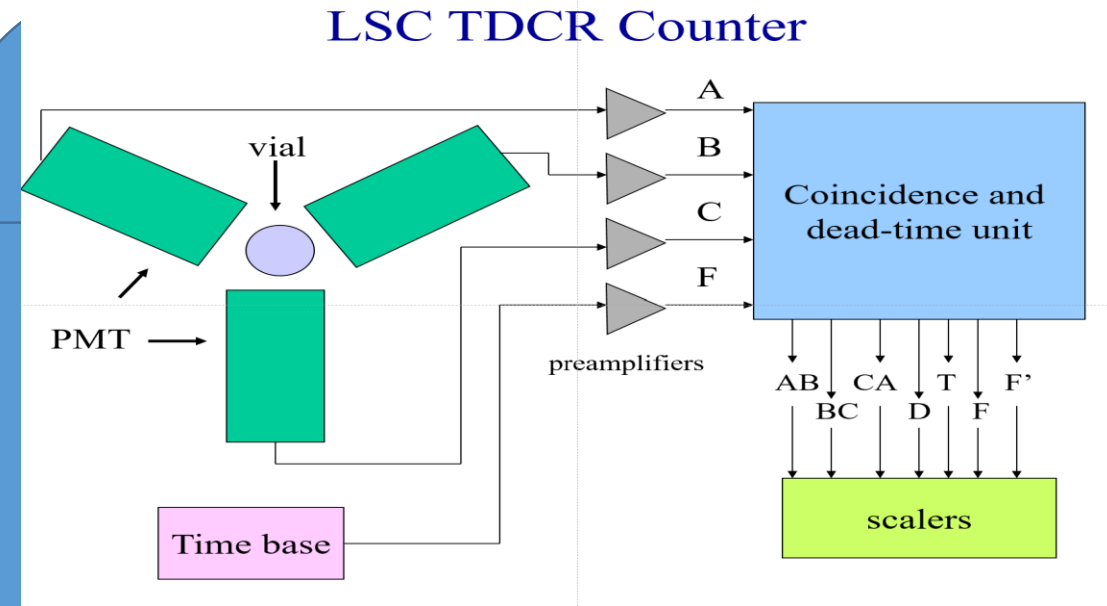 LSC TDCR Counter
A
vial
B
Coincidence and
dead-time unit
C
F
PMT
preamplifiers
AB CA T F’
BC D F
Time base
scalers